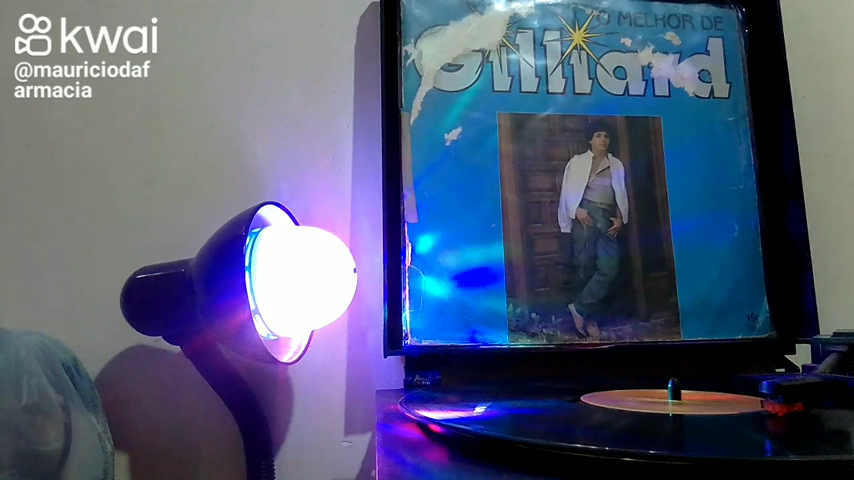 kwai
@mauriciodaf
armacia
O MELHOR DE
Gilliard